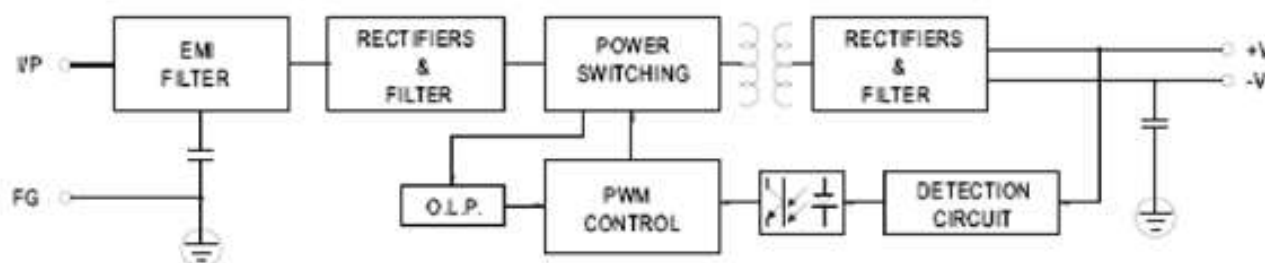 I/P
EMI
FILTER
RECTIFIERS
&
FILTER
POWER
SWITCHING
RECTIFIERS
&
FILTER
+V
-V
FG
O.L.P.
PWM
CONTROL
DETECTION
CIRCUIT